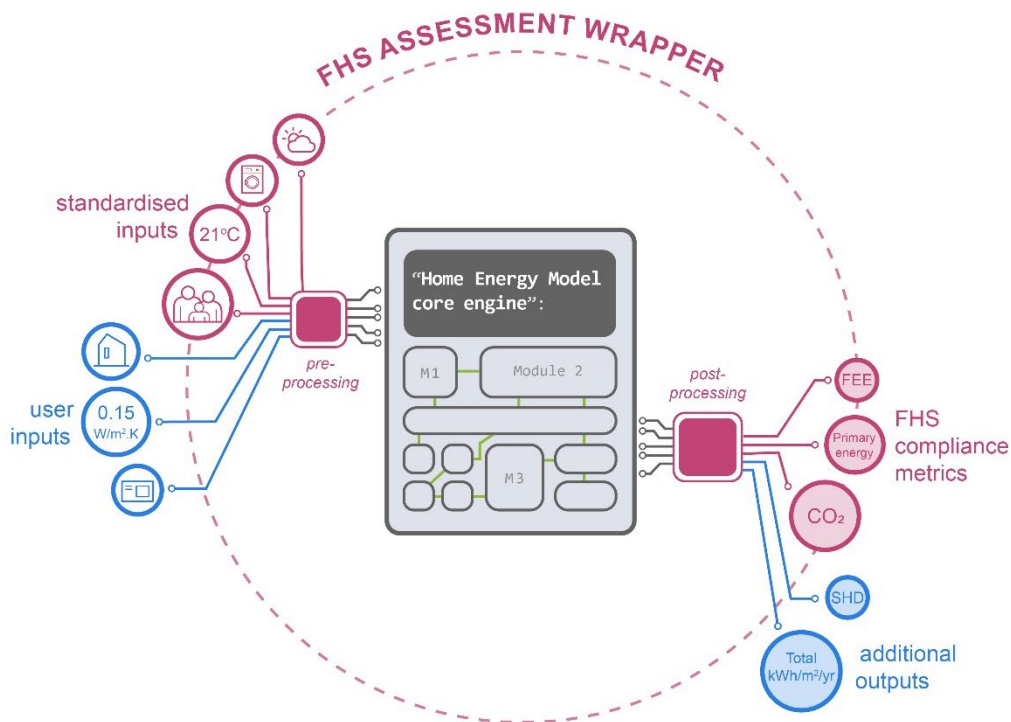 FHS ASSESSMENT WRAPPER
standardised
inputs
21°C
user
inputs
0.15
W/m².K
pre-
processing
“Home Energy Model
core engine”:
M1
Module 2
M3
post-
processing
FEE
Primary
energy
CO₂
FHS
compliance
metrics
SHD
Total
kWh/m²/yr
additional
outputs